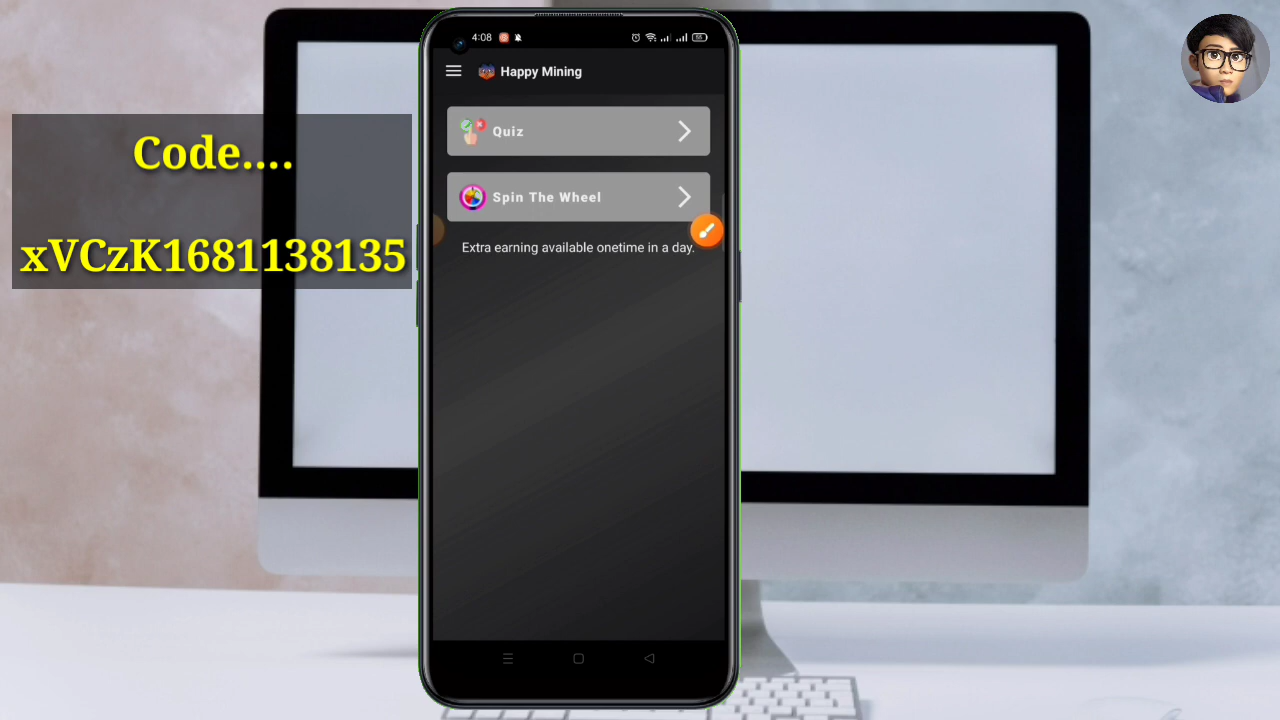 Code....
xVCzK1681138135
4:08
Happy Mining
Quiz
Spin The Wheel
Extra earning available onetime in a day.